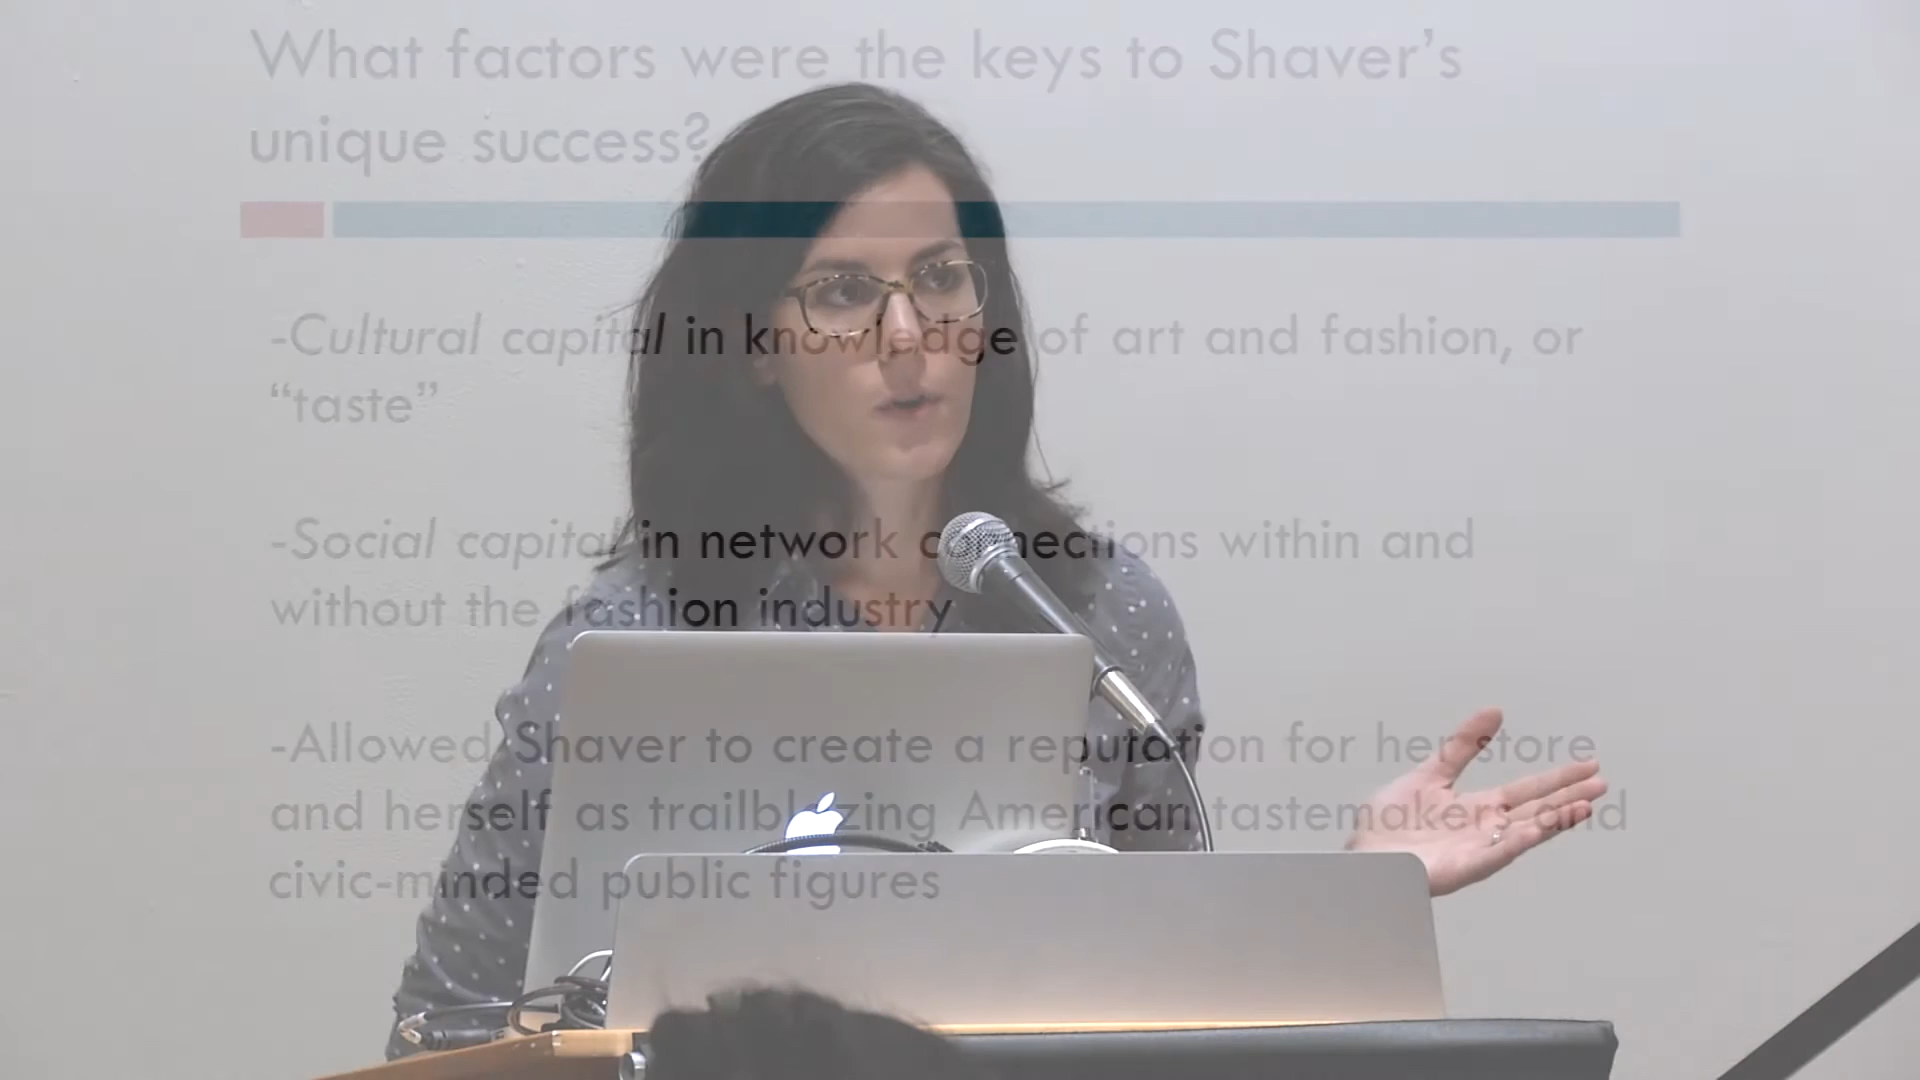 What factors were the keys to Shaver’s
unique success?
-Cultural capital in knowledge of art and fashion, or
“taste”
-Social capital in network connections within and
without the fashion industry
-Allowed Shaver to create a reputation for her store
and herself as trailblazing American tastemakers and
civic-minded public figures